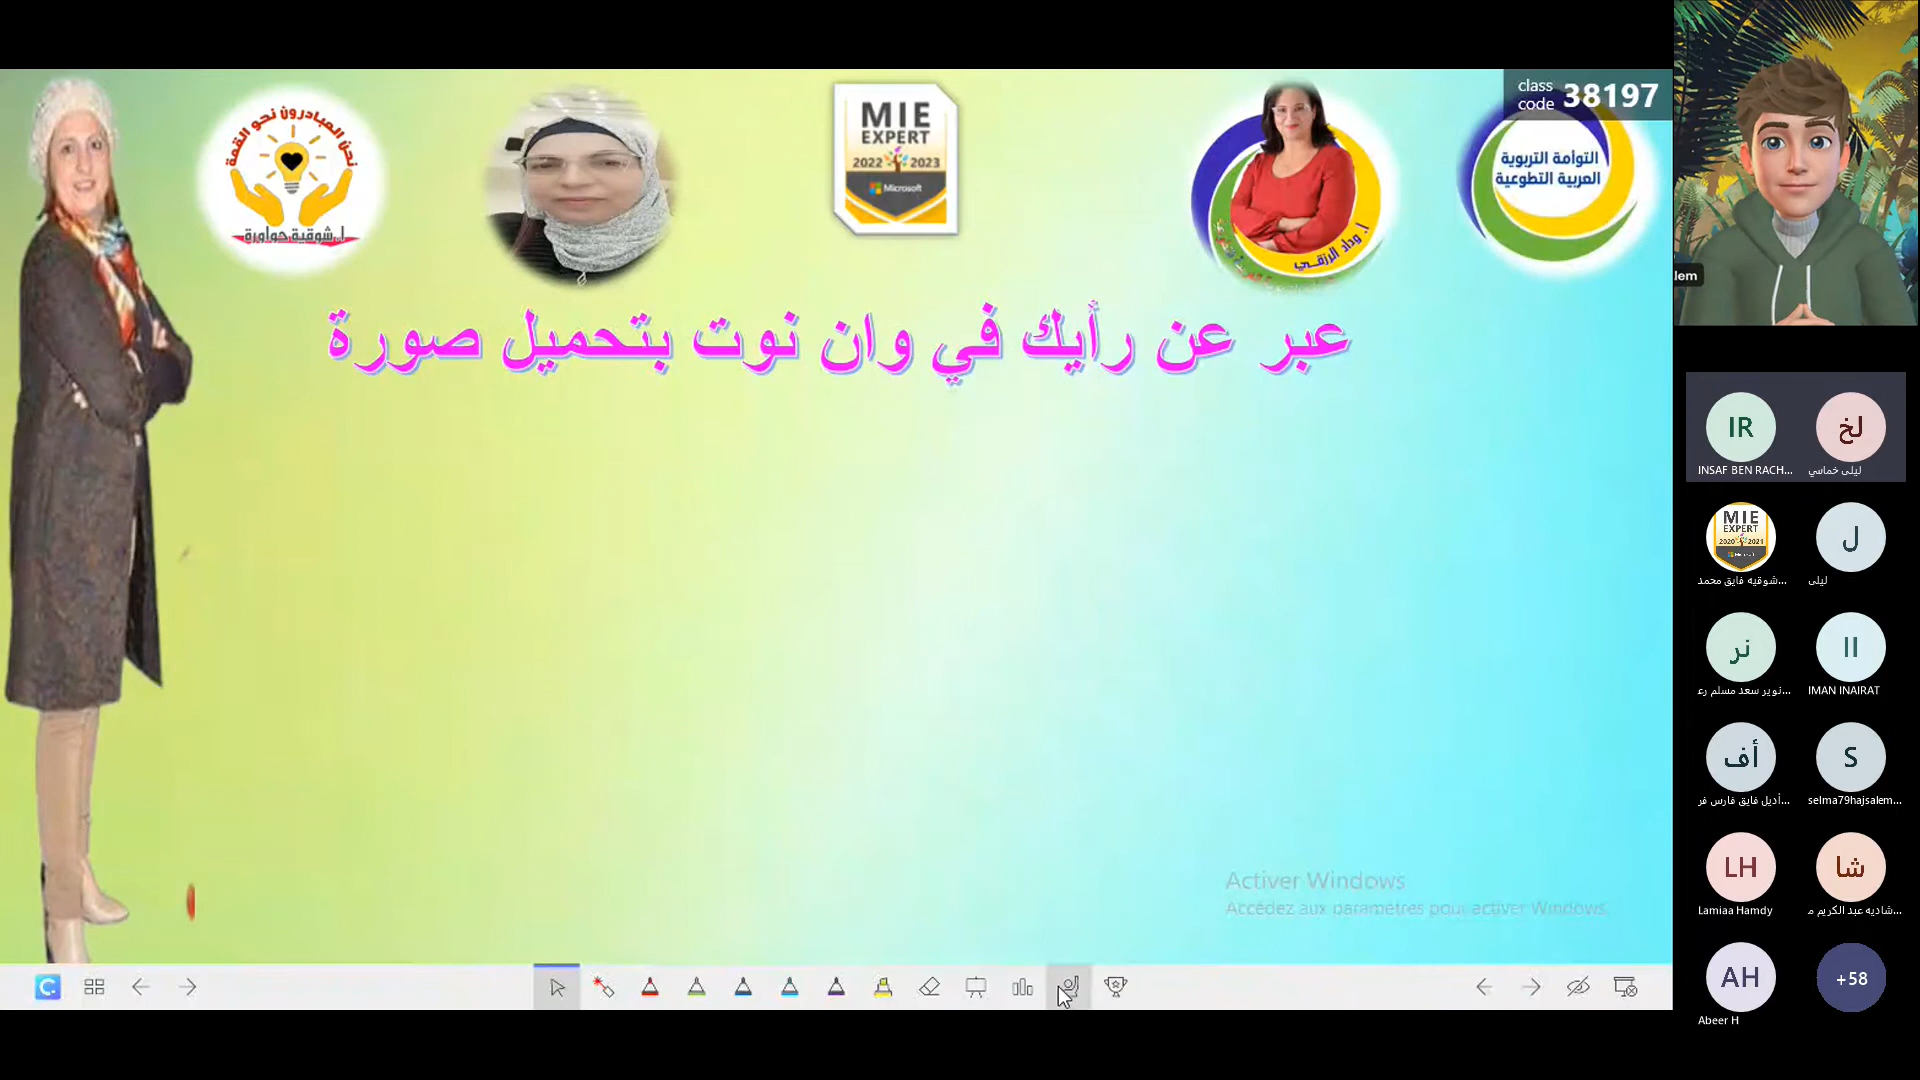 class
code 38197
نحن المبادرون نحو القمة
أ.شوقية حواورة
MIE
EXPERT
2022 2023
Microsoft
أ. وداد الرزقي
التوأمة التربوية
العربية التطوعية
عبر عن رأيك في وان نوت بتحميل صورة
Activer Windows
Accédez aux paramètres pour activer Windows.
lem
IR
لخ
INSAF BEN RACH...
ليلى خماسي
MIE
EXPERT
2020 2021
Microsoft
ل
شوقيه فايق محمد...
ليلى
نر
II
نوير سعد مسلم رع...
IMAN INAIRAT
أف
S
أديل فايق فارس فر...
selma79hajsalem...
LH
شا
Lamiaa Hamdy
شاديه عبد الكريم م...
AH
+58
Abeer H